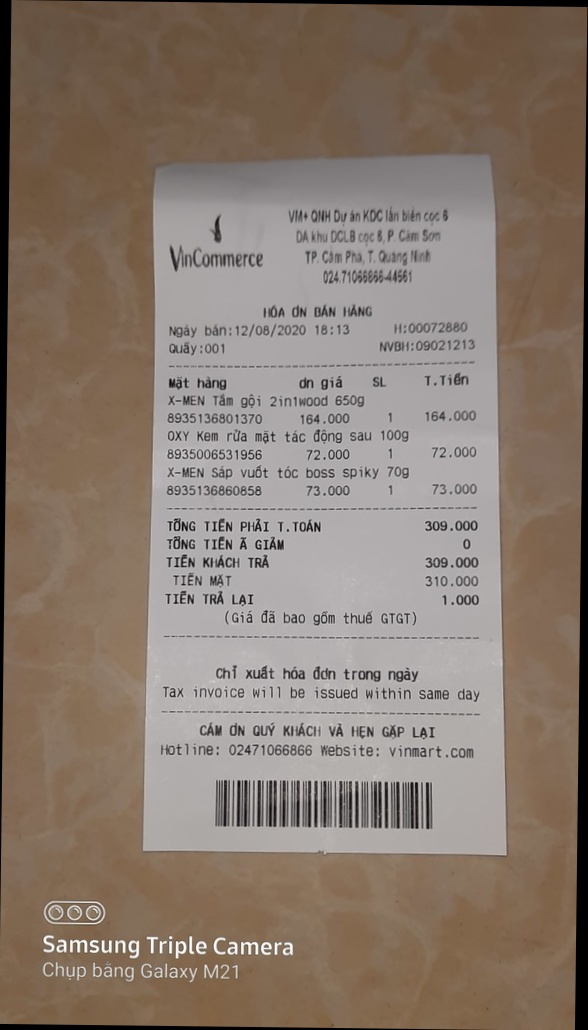 VinCommerce
VM+ QNH Dự án KDC lấn biển cọc 6
DA khu DCLB cọc 6, P. Cẩm Sơn
TP. Cẩm Phả, T. Quảng Ninh
024.71066866-44561
HÓA ƠN BÁN HÀNG
Ngày bán:12/08/2020 18:13 H:00072880
Quầy:001 NVBH:09021213
Mặt hàng ơn giá SL T.Tiền
X-MEN Tắm gội 2in1wood 650g
8935136801370 164.000 1 164.000
OXY Kem rửa mặt tác động sau 100g
8935006531956 72.000 1 72.000
X-MEN Sáp vuốt tóc boss spiky 70g
8935136860858 73.000 1 73.000
TỔNG TIỀN PHẢI T.TOÁN 309.000
TỔNG TIỀN Ã GIẢM 0
TIỀN KHÁCH TRẢ 309.000
TIỀN MẶT 310.000
TIỀN TRẢ LẠI 1.000
(Giá đã bao gồm thuế GTGT)
Chỉ xuất hóa đơn trong ngày
Tax invoice will be issued within same day
CẢM ƠN QUÝ KHÁCH VÀ HẸN GẶP LẠI
Hotline: 02471066866 Website: vinmart.com
Samsung Triple Camera
Chụp bằng Galaxy M21